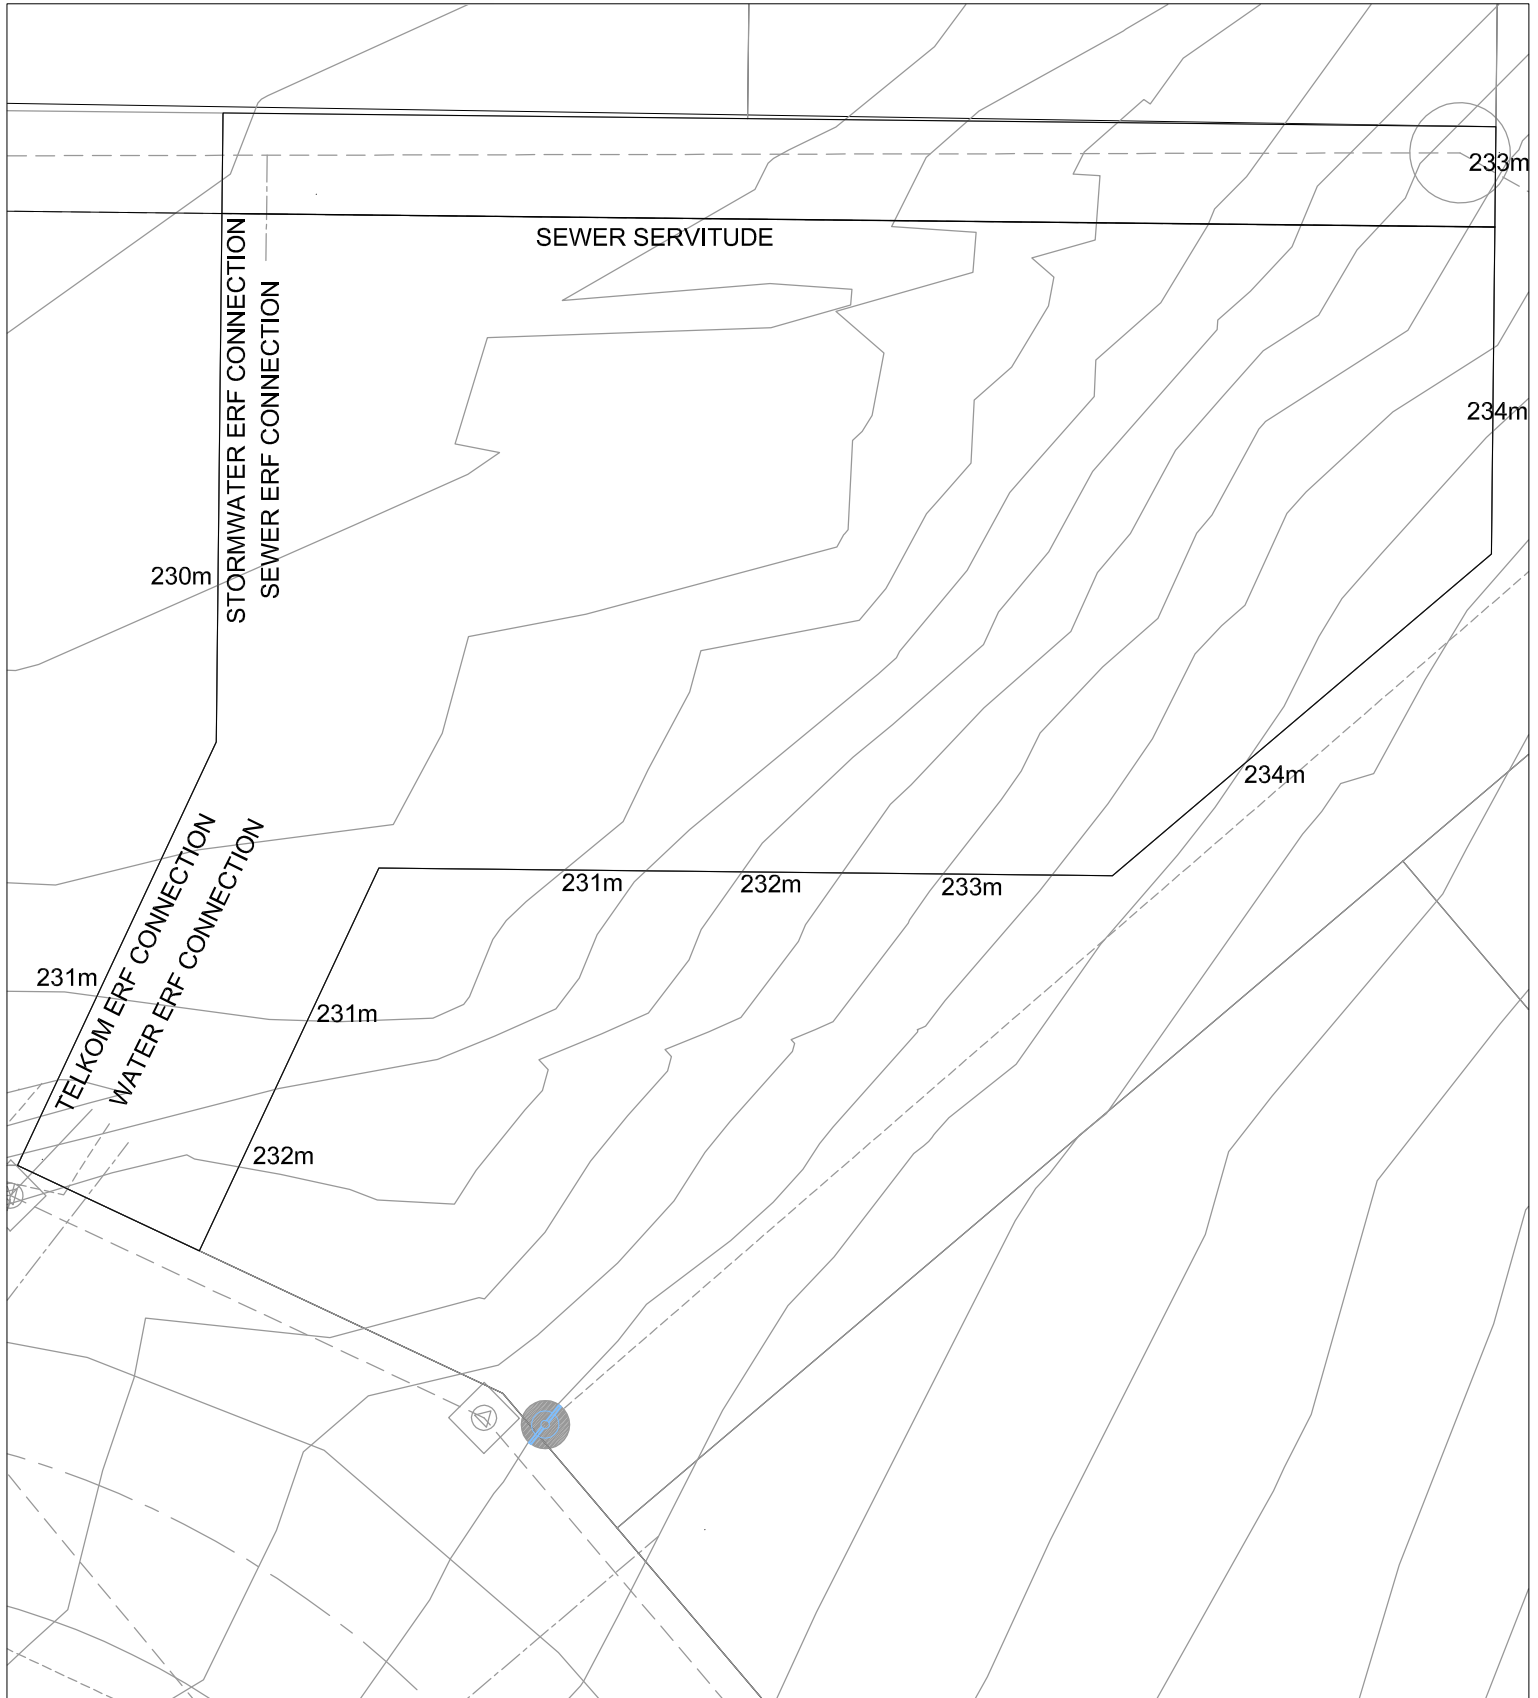 233m
SEWER SERVITUDE
STORMWATER ERF CONNECTION
SEWER ERF CONNECTION
234m
230m
234m
231m
232m
233m
TELKOM ERF CONNECTION
WATER ERF CONNECTION
231m
231m
232m